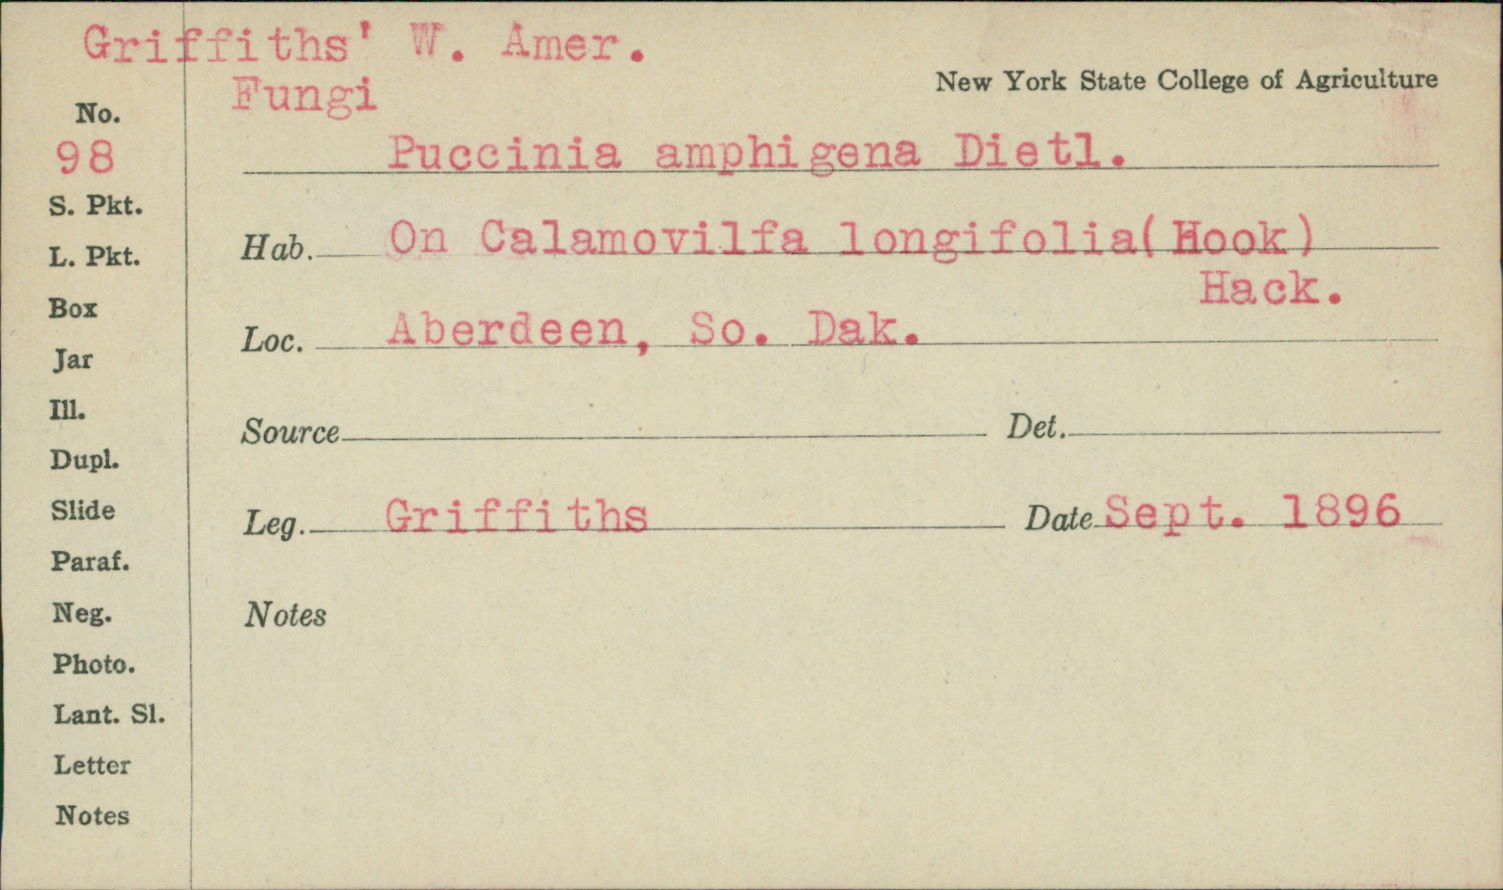 Griffiths' W. Amer.
Fungi
New York State College of Agriculture
No.
98
Puccinia amphigena Dietl.
S. Pkt.
Hab. On Calamovilfa longifolia(Hook)
Hack.
L. Pkt.
Box
Loc. Aberdeen, So. Dak.
Jar
Ill.
Source Det.
Dupl.
Slide
Leg. Griffiths Date Sept. 1896
Paraf.
Neg.
Notes
Photo.
Lant. Sl.
Letter
Notes